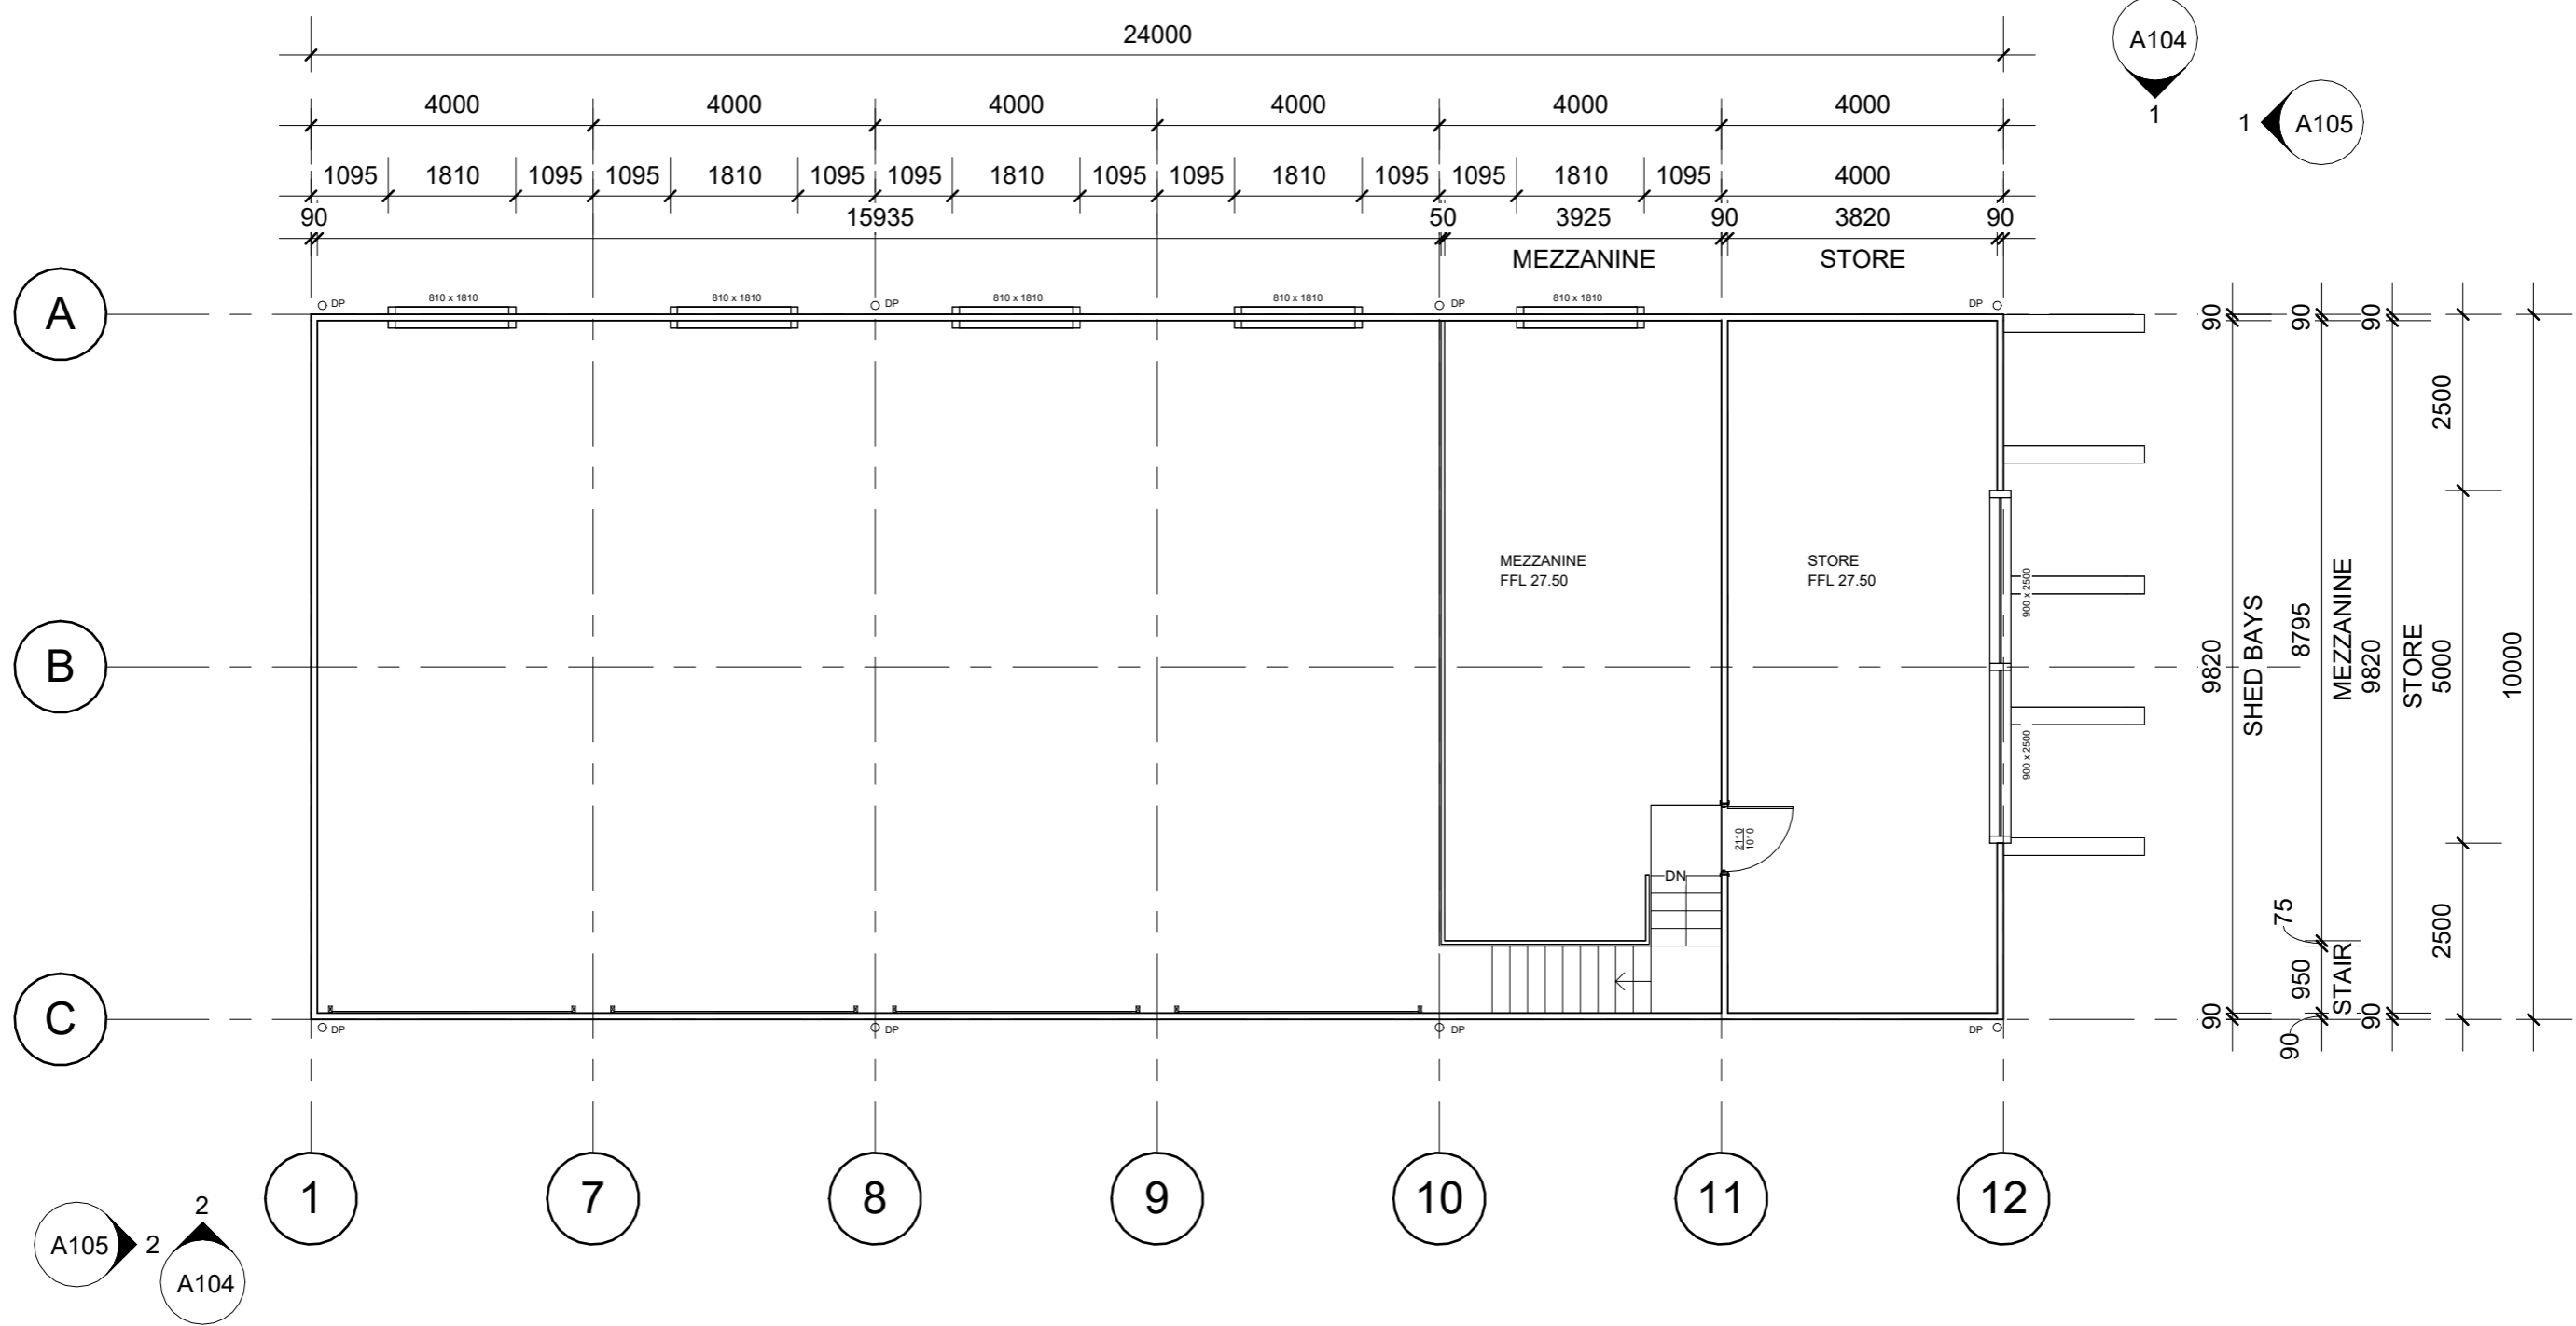 24000
A104
1
1
A105
4000 4000 4000 4000 4000 4000
1095 1810 1095 1095 1810 1095 1095 1810 1095 1095 1810 1095 1095 1810 1095 4000
90 15935 50 3925 90 3820 90
MEZZANINE STORE
A
DP 810 x 1810 810 x 1810 DP 810 x 1810 810 x 1810 DP 810 x 1810 DP
90 90 90
2500
MEZZANINE
FFL 27.50
STORE
FFL 27.50
900 x 2500
B
9820
SHED BAYS
8795
MEZZANINE
9820
STORE
5000
10000
900 x 2500
2110
1010
DN
75
950
STAIR
2500
C
DP DP DP DP
90 90 90
1 7 8 9 10 11 12
A105
2
2
A104